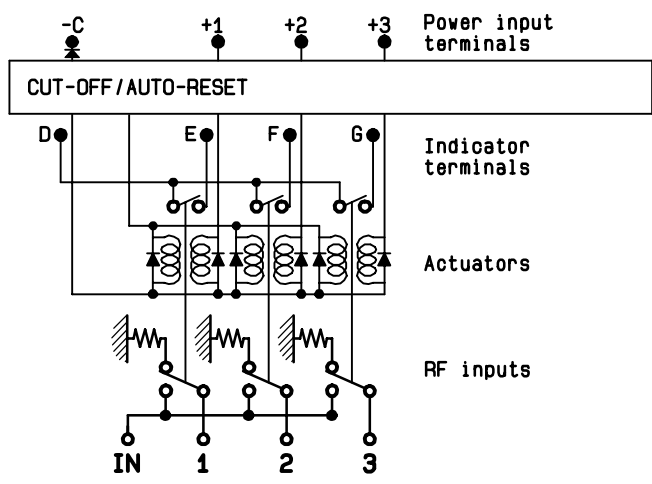 -C +1 +2 +3 Power input
terminals
CUT-OFF/AUTO-RESET
D E F G Indicator
terminals
Actuators
RF inputs
IN 1 2 3